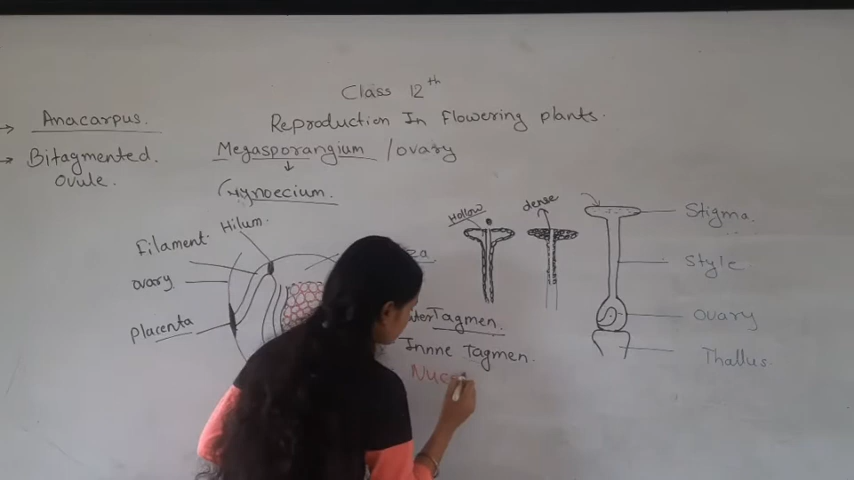 Class 12th
Reproduction In Flowering plants.
→ Anacarpus.
→ Bitagmented.
Ovule.
Megasporangium /ovary
Gynoecium.
Filament.
Hilum.
ovary
Placenta
Hollow
dense
Stigma.
Style
Ovary
Thallus.
Tagmen.
Innne Tagmen.